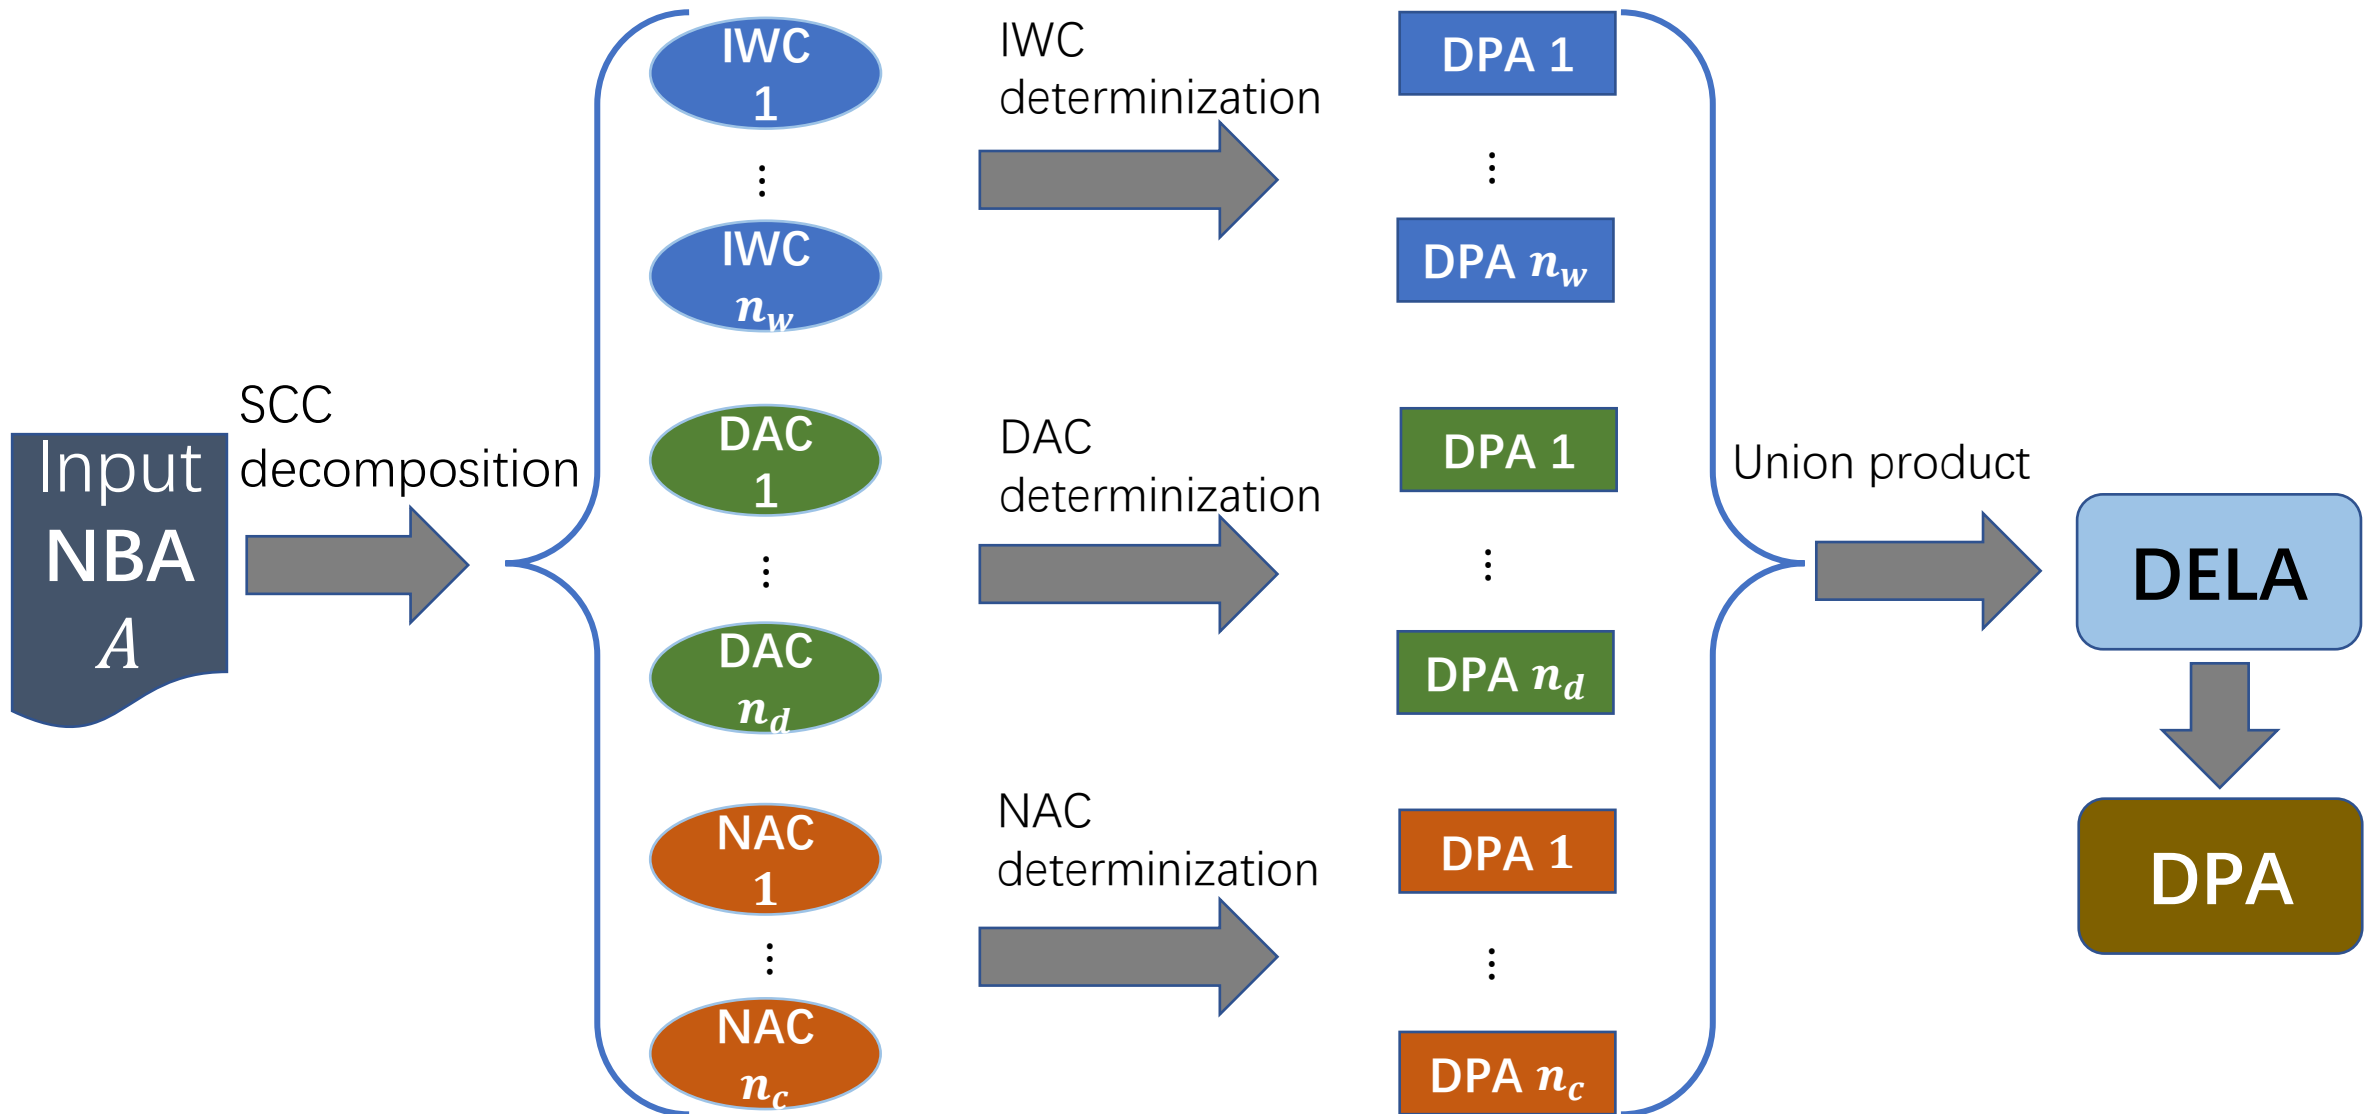 Input
NBA
A
SCC
decomposition
IWC
1
⋮
IWC
n_w
DAC
1
⋮
DAC
n_d
NAC
1
⋮
NAC
n_c
IWC
determinization
DAC
determinization
NAC
determinization
DPA 1
⋮
DPA n_w
DPA 1
⋮
DPA n_d
DPA 1
⋮
DPA n_c
Union product
DELA
DPA